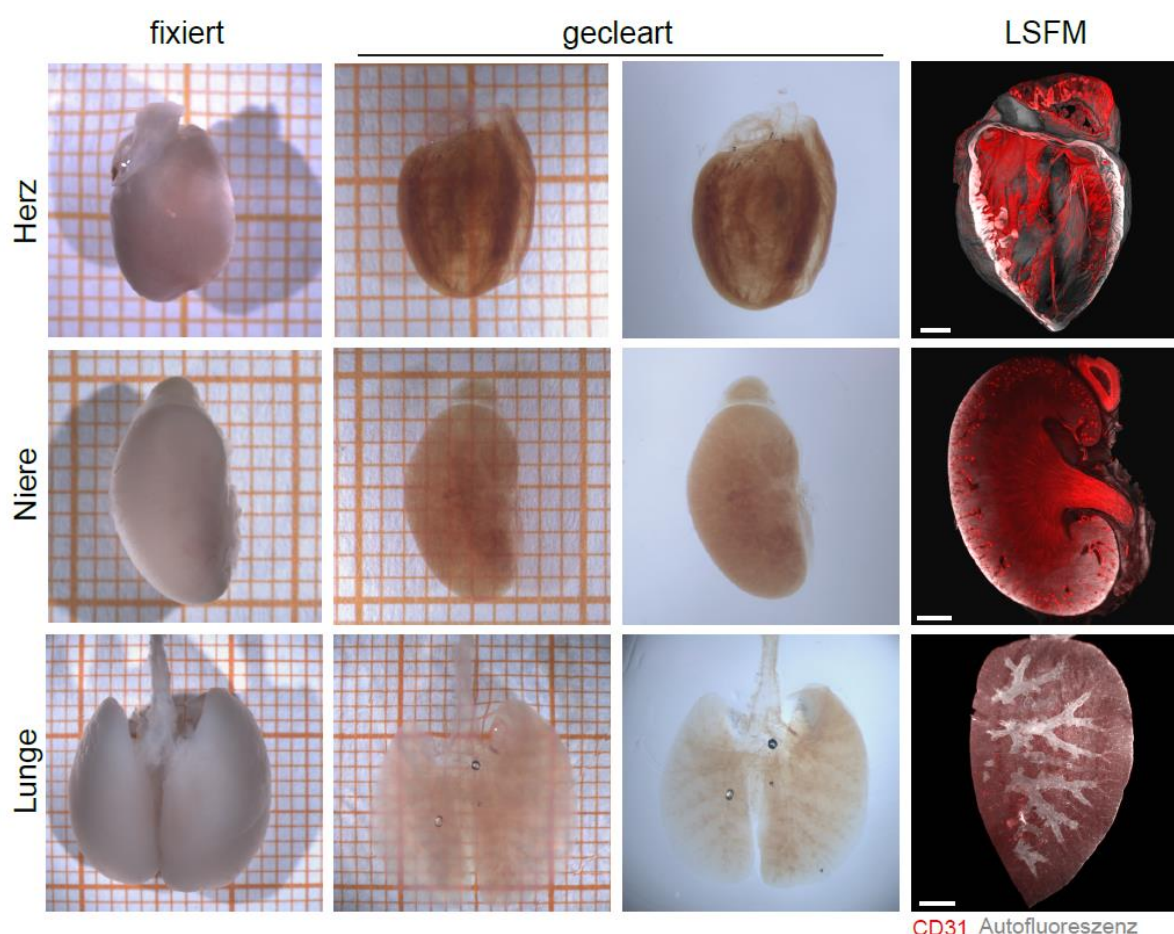 fixiert
gecleart
LSFM
Herz
Niere
Lunge
CD31 Autofluoreszenz